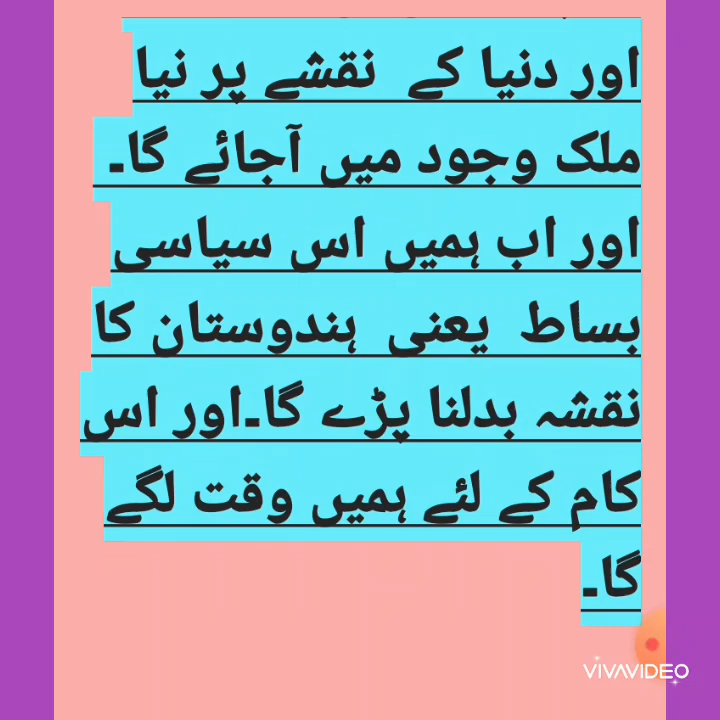 اور دنیا کے نقشے پر نیا
ملک وجود میں آجائے گا۔
اور اب ہمیں اس سیاسی
بساط یعنی ہندوستان کا
نقشہ بدلنا پڑے گا۔اور اس
کام کے لئے ہمیں وقت لگے
گا۔
VIVAVIDEO